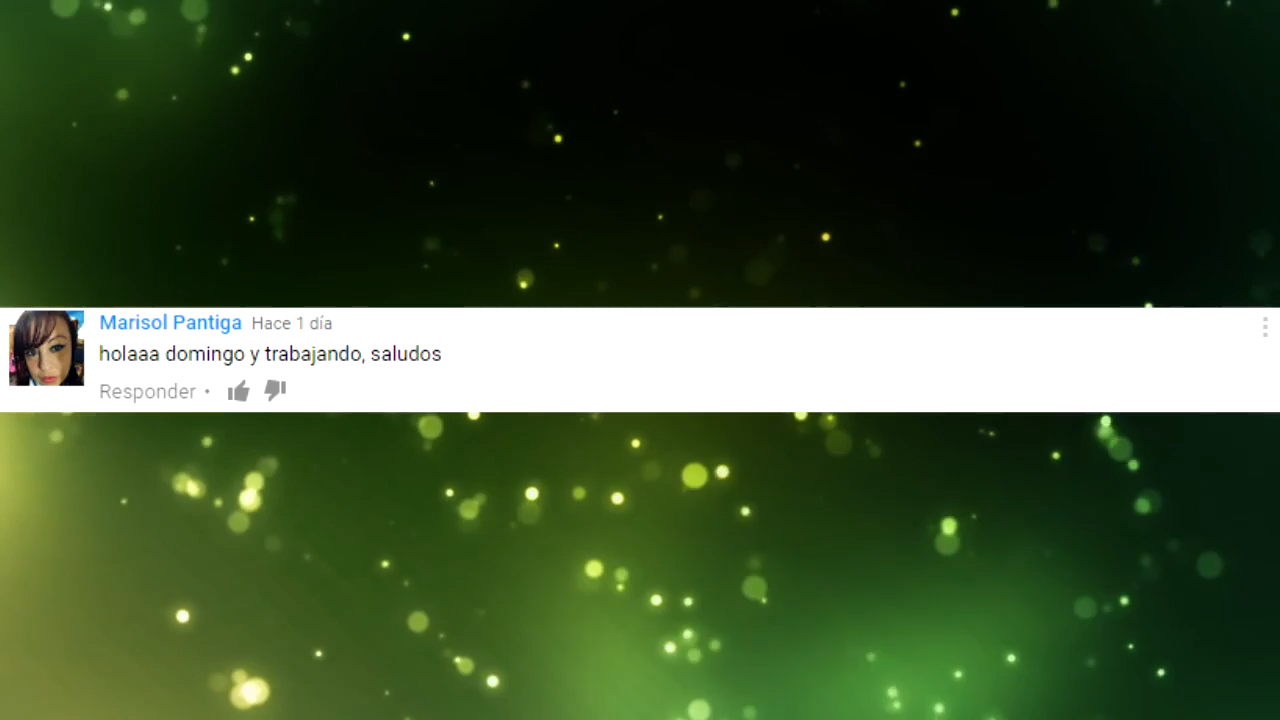 Marisol Pantiga Hace 1 día
holaaa domingo y trabajando, saludos
Responder •